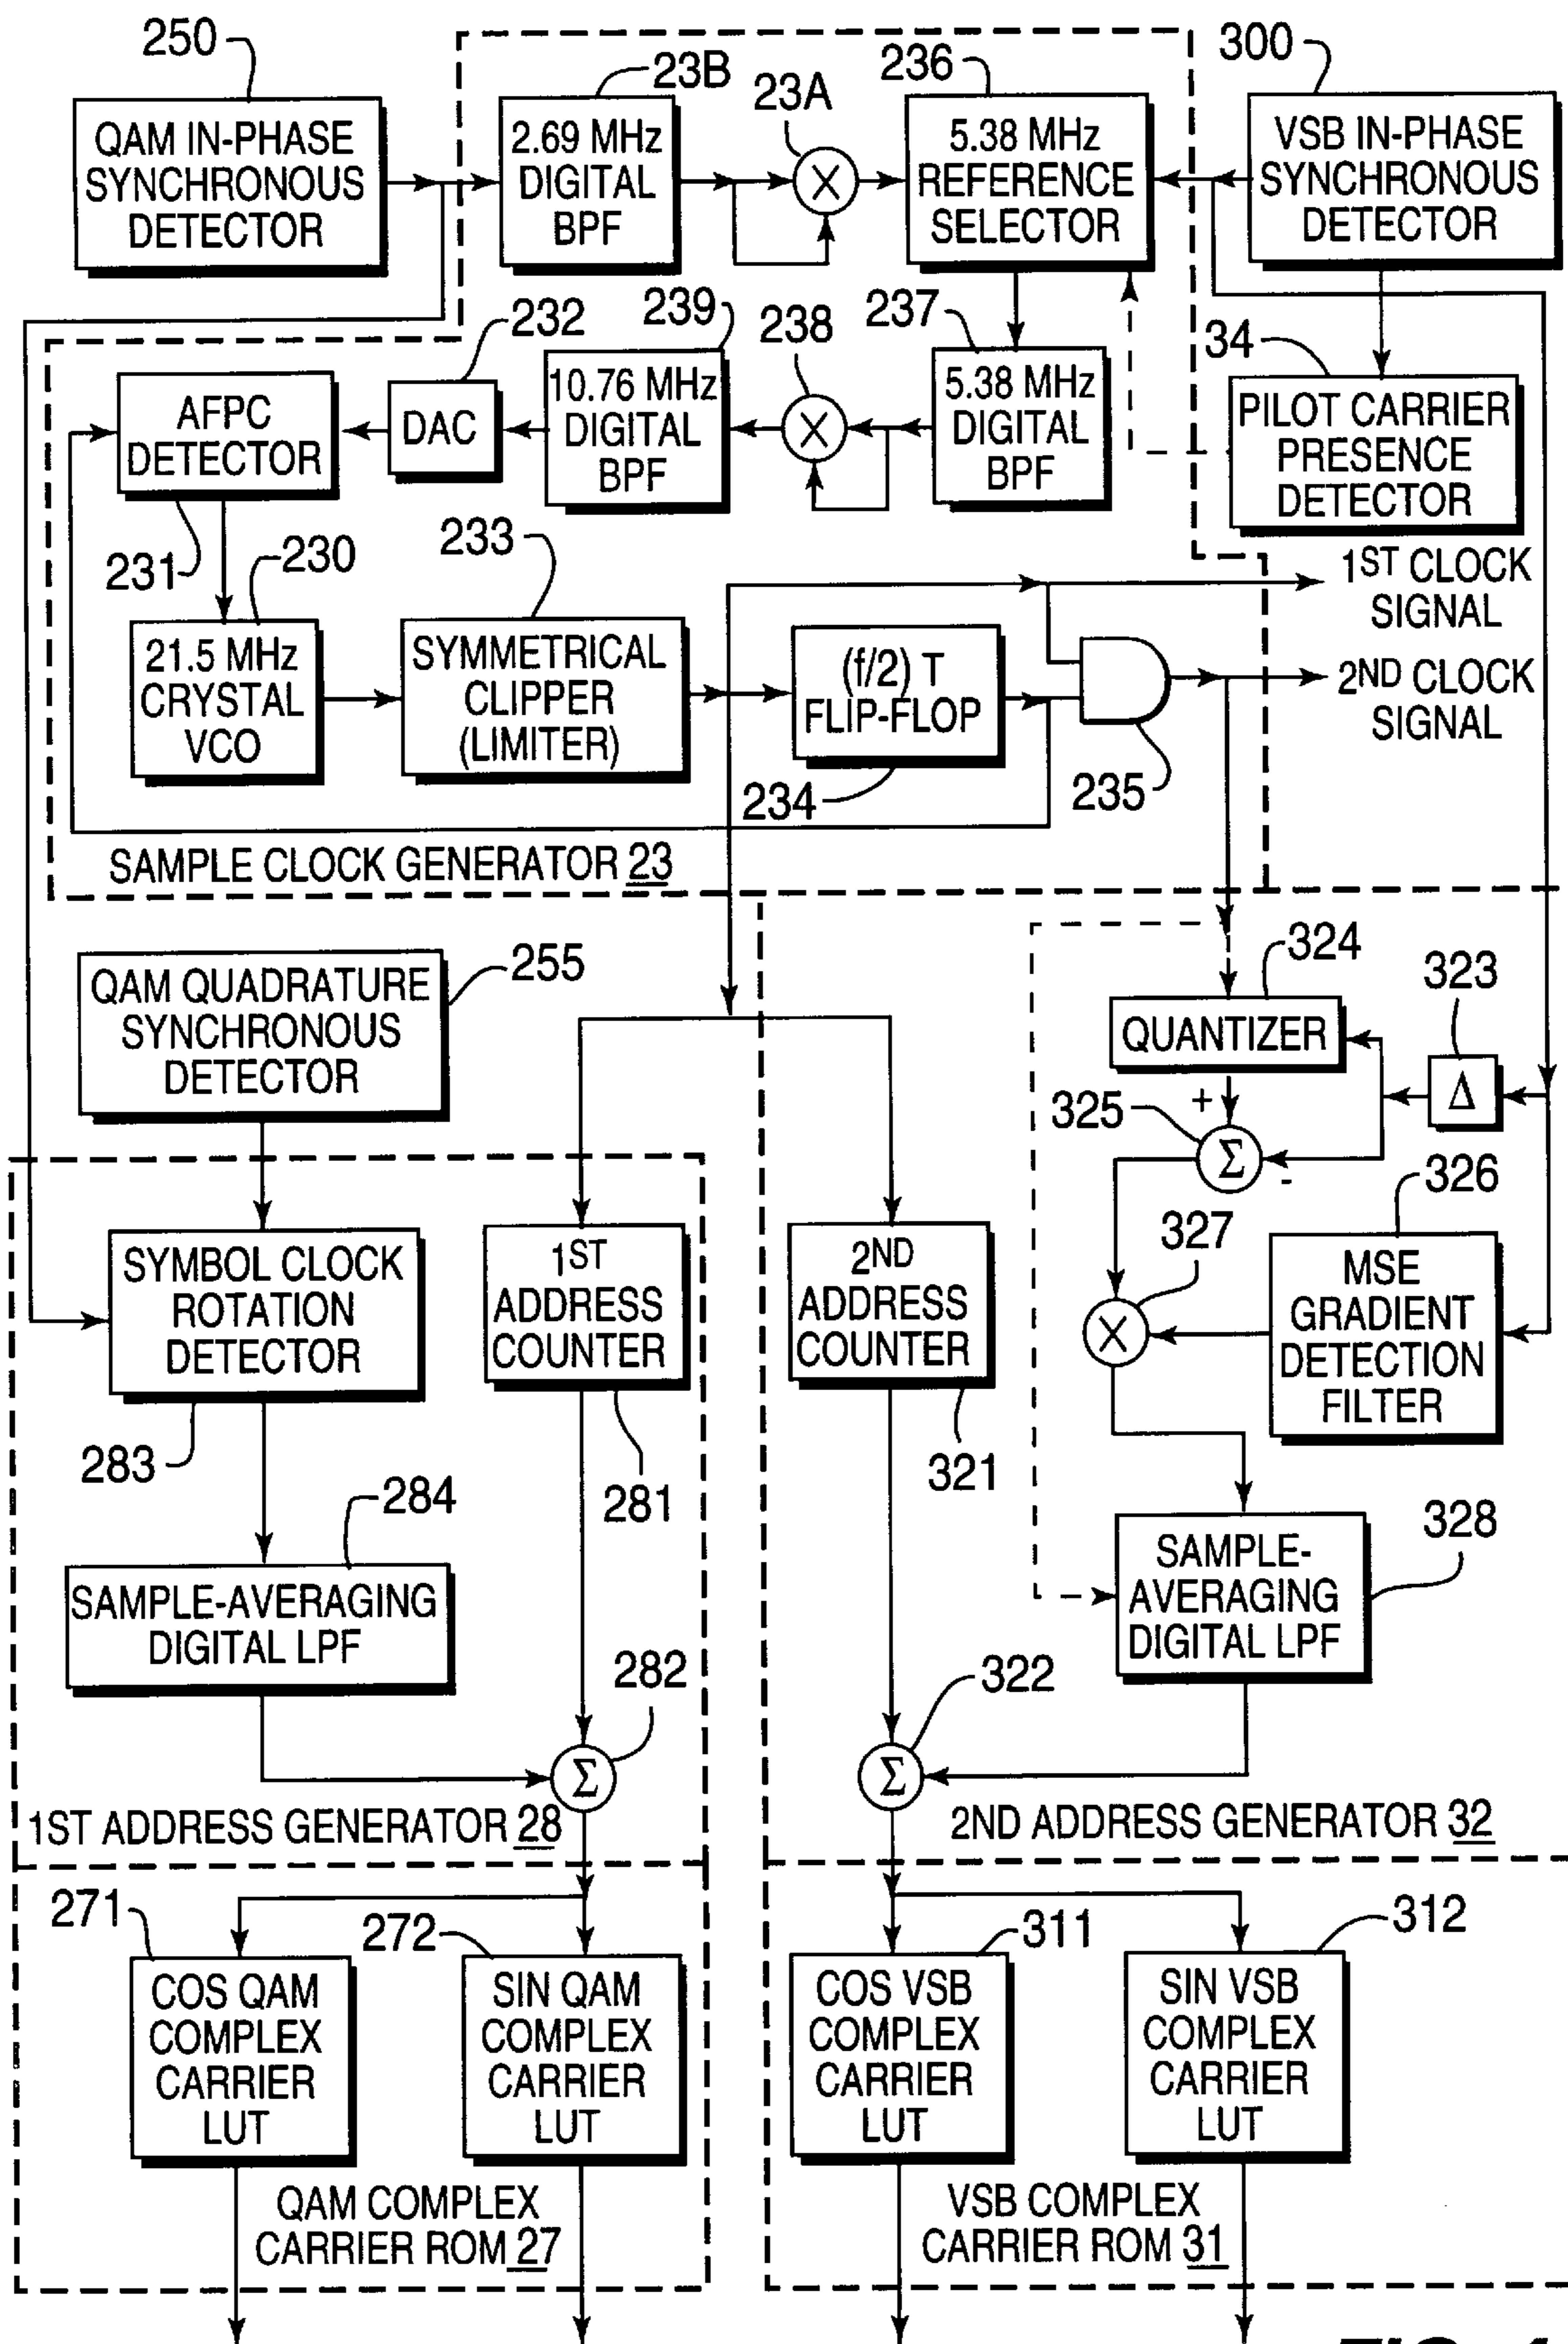 250
23B
23A
236
300
QAM IN-PHASE
SYNCHRONOUS
DETECTOR
2.69 MHz
DIGITAL
BPF
X
5.38 MHz
REFERENCE
SELECTOR
VSB IN-PHASE
SYNCHRONOUS
DETECTOR
232
239
238
237
34
AFPC
DETECTOR
DAC
10.76 MHz
DIGITAL
BPF
X
5.38 MHz
DIGITAL
BPF
PILOT CARRIER
PRESENCE
DETECTOR
231
230
233
1ST CLOCK
SIGNAL
21.5 MHz
CRYSTAL
VCO
SYMMETRICAL
CLIPPER
(LIMITER)
(f/2) T
FLIP-FLOP
2ND CLOCK
SIGNAL
234
235
SAMPLE CLOCK GENERATOR 23
255
324
323
QAM QUADRATURE
SYNCHRONOUS
DETECTOR
QUANTIZER
Δ
325
+
Σ
-
326
327
SYMBOL CLOCK
ROTATION
DETECTOR
1ST
ADDRESS
COUNTER
2ND
ADDRESS
COUNTER
X
MSE
GRADIENT
DETECTION
FILTER
283
281
321
284
328
SAMPLE-AVERAGING
DIGITAL LPF
SAMPLE-
AVERAGING
DIGITAL LPF
282
322
Σ
Σ
1ST ADDRESS GENERATOR 28
2ND ADDRESS GENERATOR 32
271
272
311
312
COS QAM
COMPLEX
CARRIER
LUT
SIN QAM
COMPLEX
CARRIER
LUT
COS VSB
COMPLEX
CARRIER
LUT
SIN VSB
COMPLEX
CARRIER
LUT
QAM COMPLEX
CARRIER ROM 27
VSB COMPLEX
CARRIER ROM 31